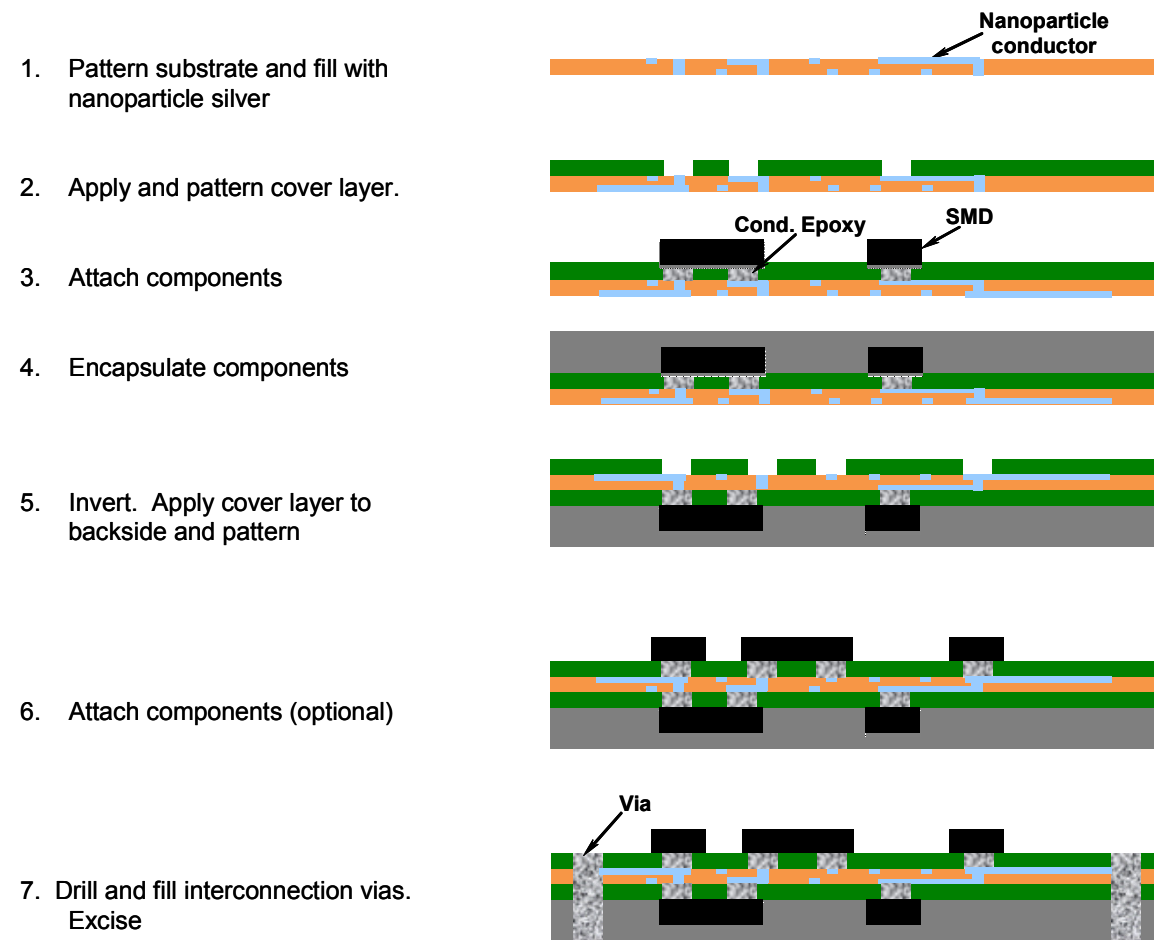 Nanoparticle
conductor
1. Pattern substrate and fill with
nanoparticle silver
2. Apply and pattern cover layer.
Cond. Epoxy
SMD
3. Attach components
4. Encapsulate components
5. Invert. Apply cover layer to
backside and pattern
6. Attach components (optional)
Via
7. Drill and fill interconnection vias.
Excise